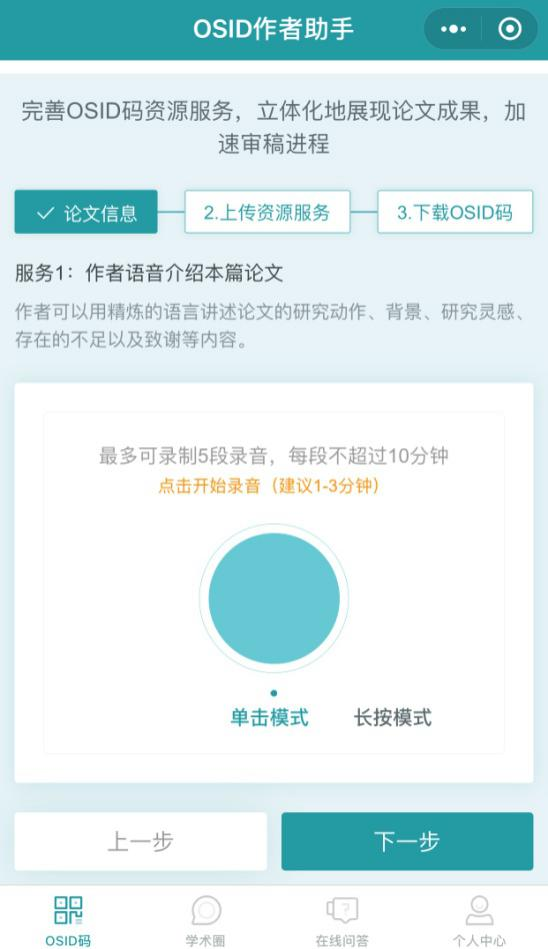 OSID作者助手
完善OSID码资源服务，立体化地展现论文成果，加
速审稿进程
论文信息
2.上传资源服务
3.下载OSID码
服务1：作者语音介绍本篇论文
作者可以用精炼的语言讲述论文的研究动作、背景、研究灵感、
存在的不足以及致谢等内容。
最多可录制5段录音，每段不超过10分钟
点击开始录音（建议1-3分钟）
单击模式
长按模式
上一步
下一步
OSID码
学术圈
在线问答
个人中心